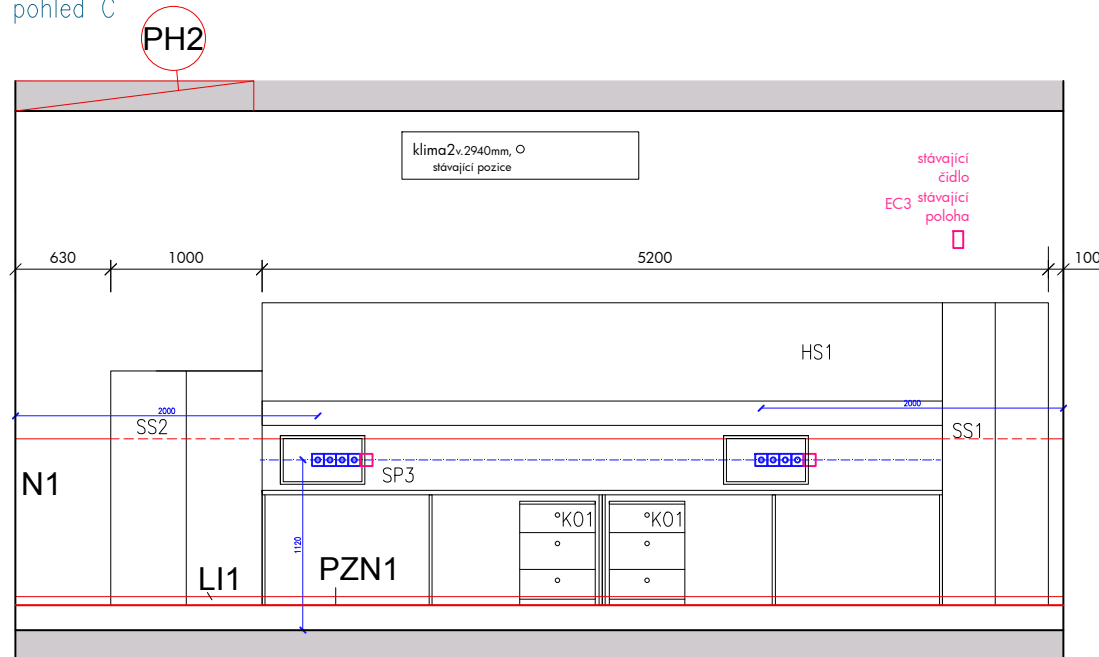 pohled C
PH2
klima2v.2940mm,
stávající pozice
stávající
čidlo
EC3 stávající
poloha
630 1000 5200 100
HS1
2000 2000
SS2 SS1
SP3
N1
K01 K01
1120
LI1 PZN1